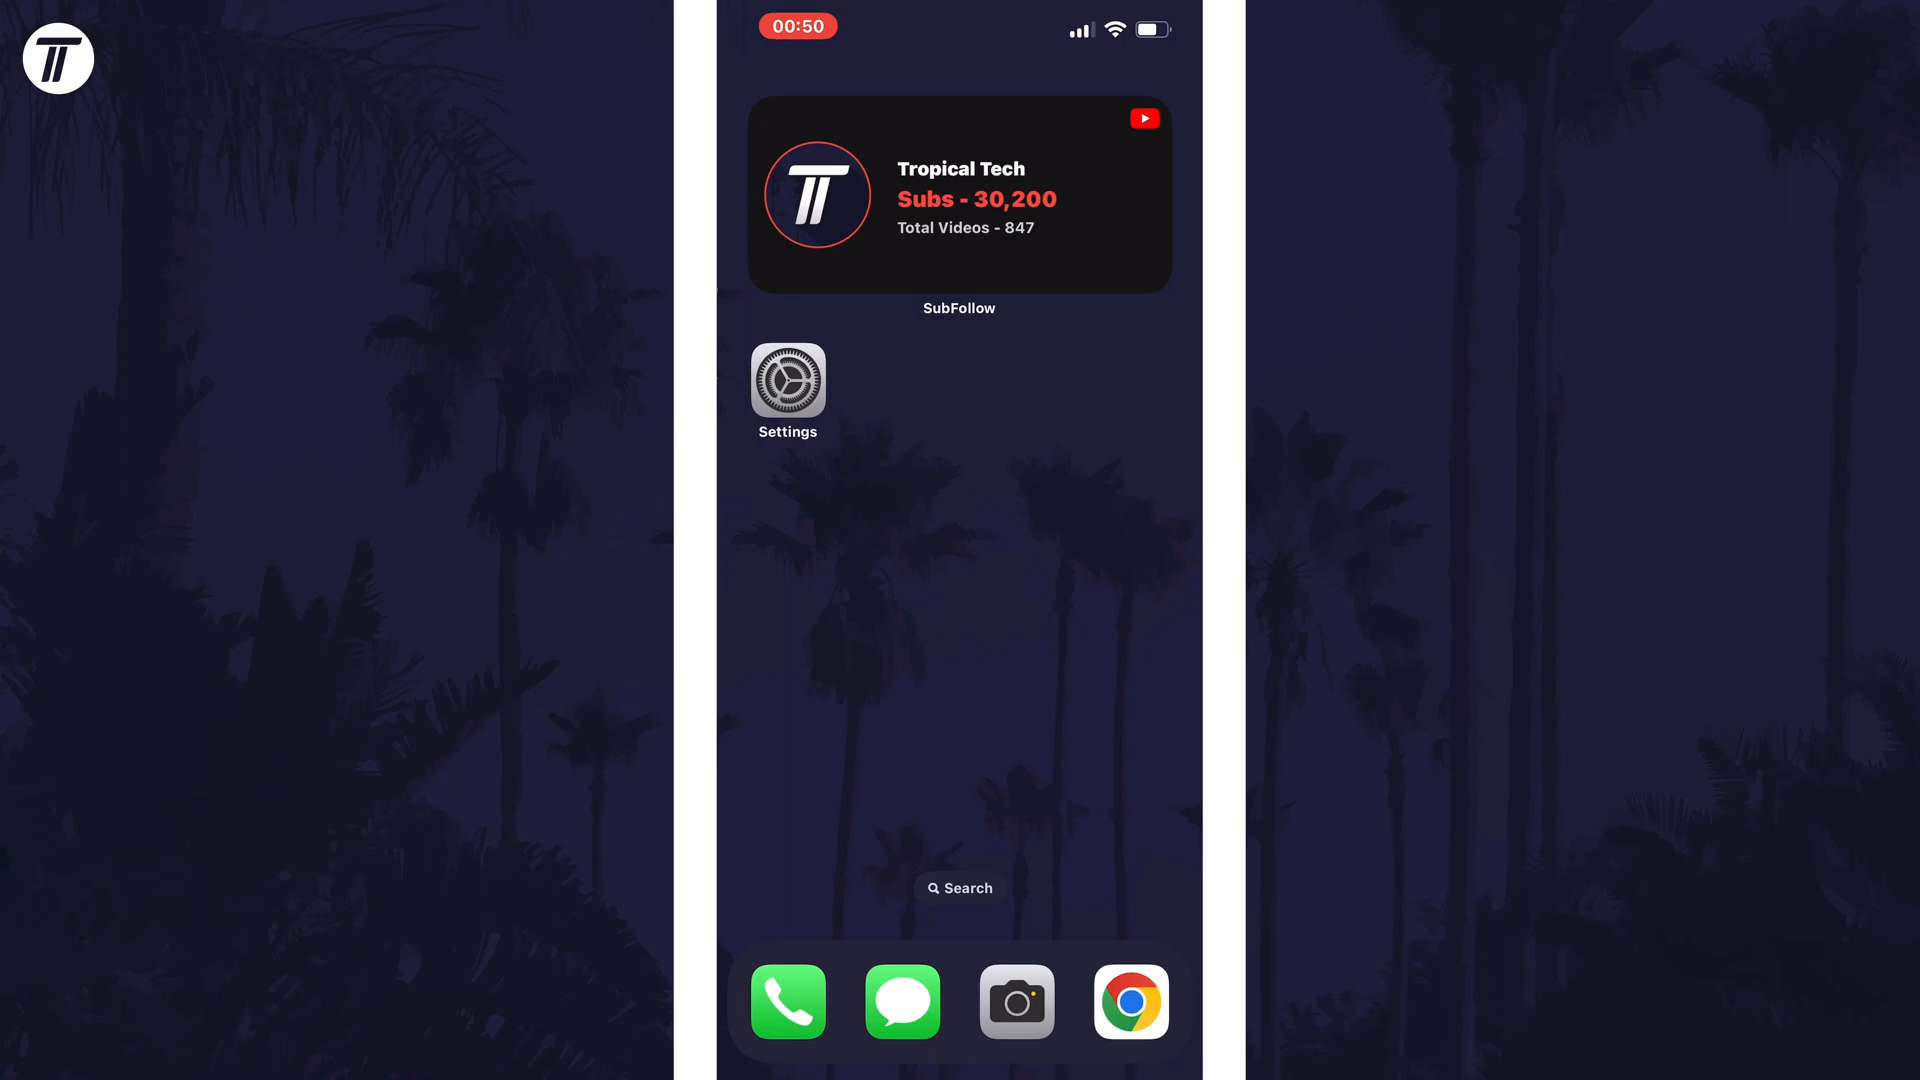 00:50
Tropical Tech
Subs - 30,200
Total Videos - 847
SubFollow
Settings
Search